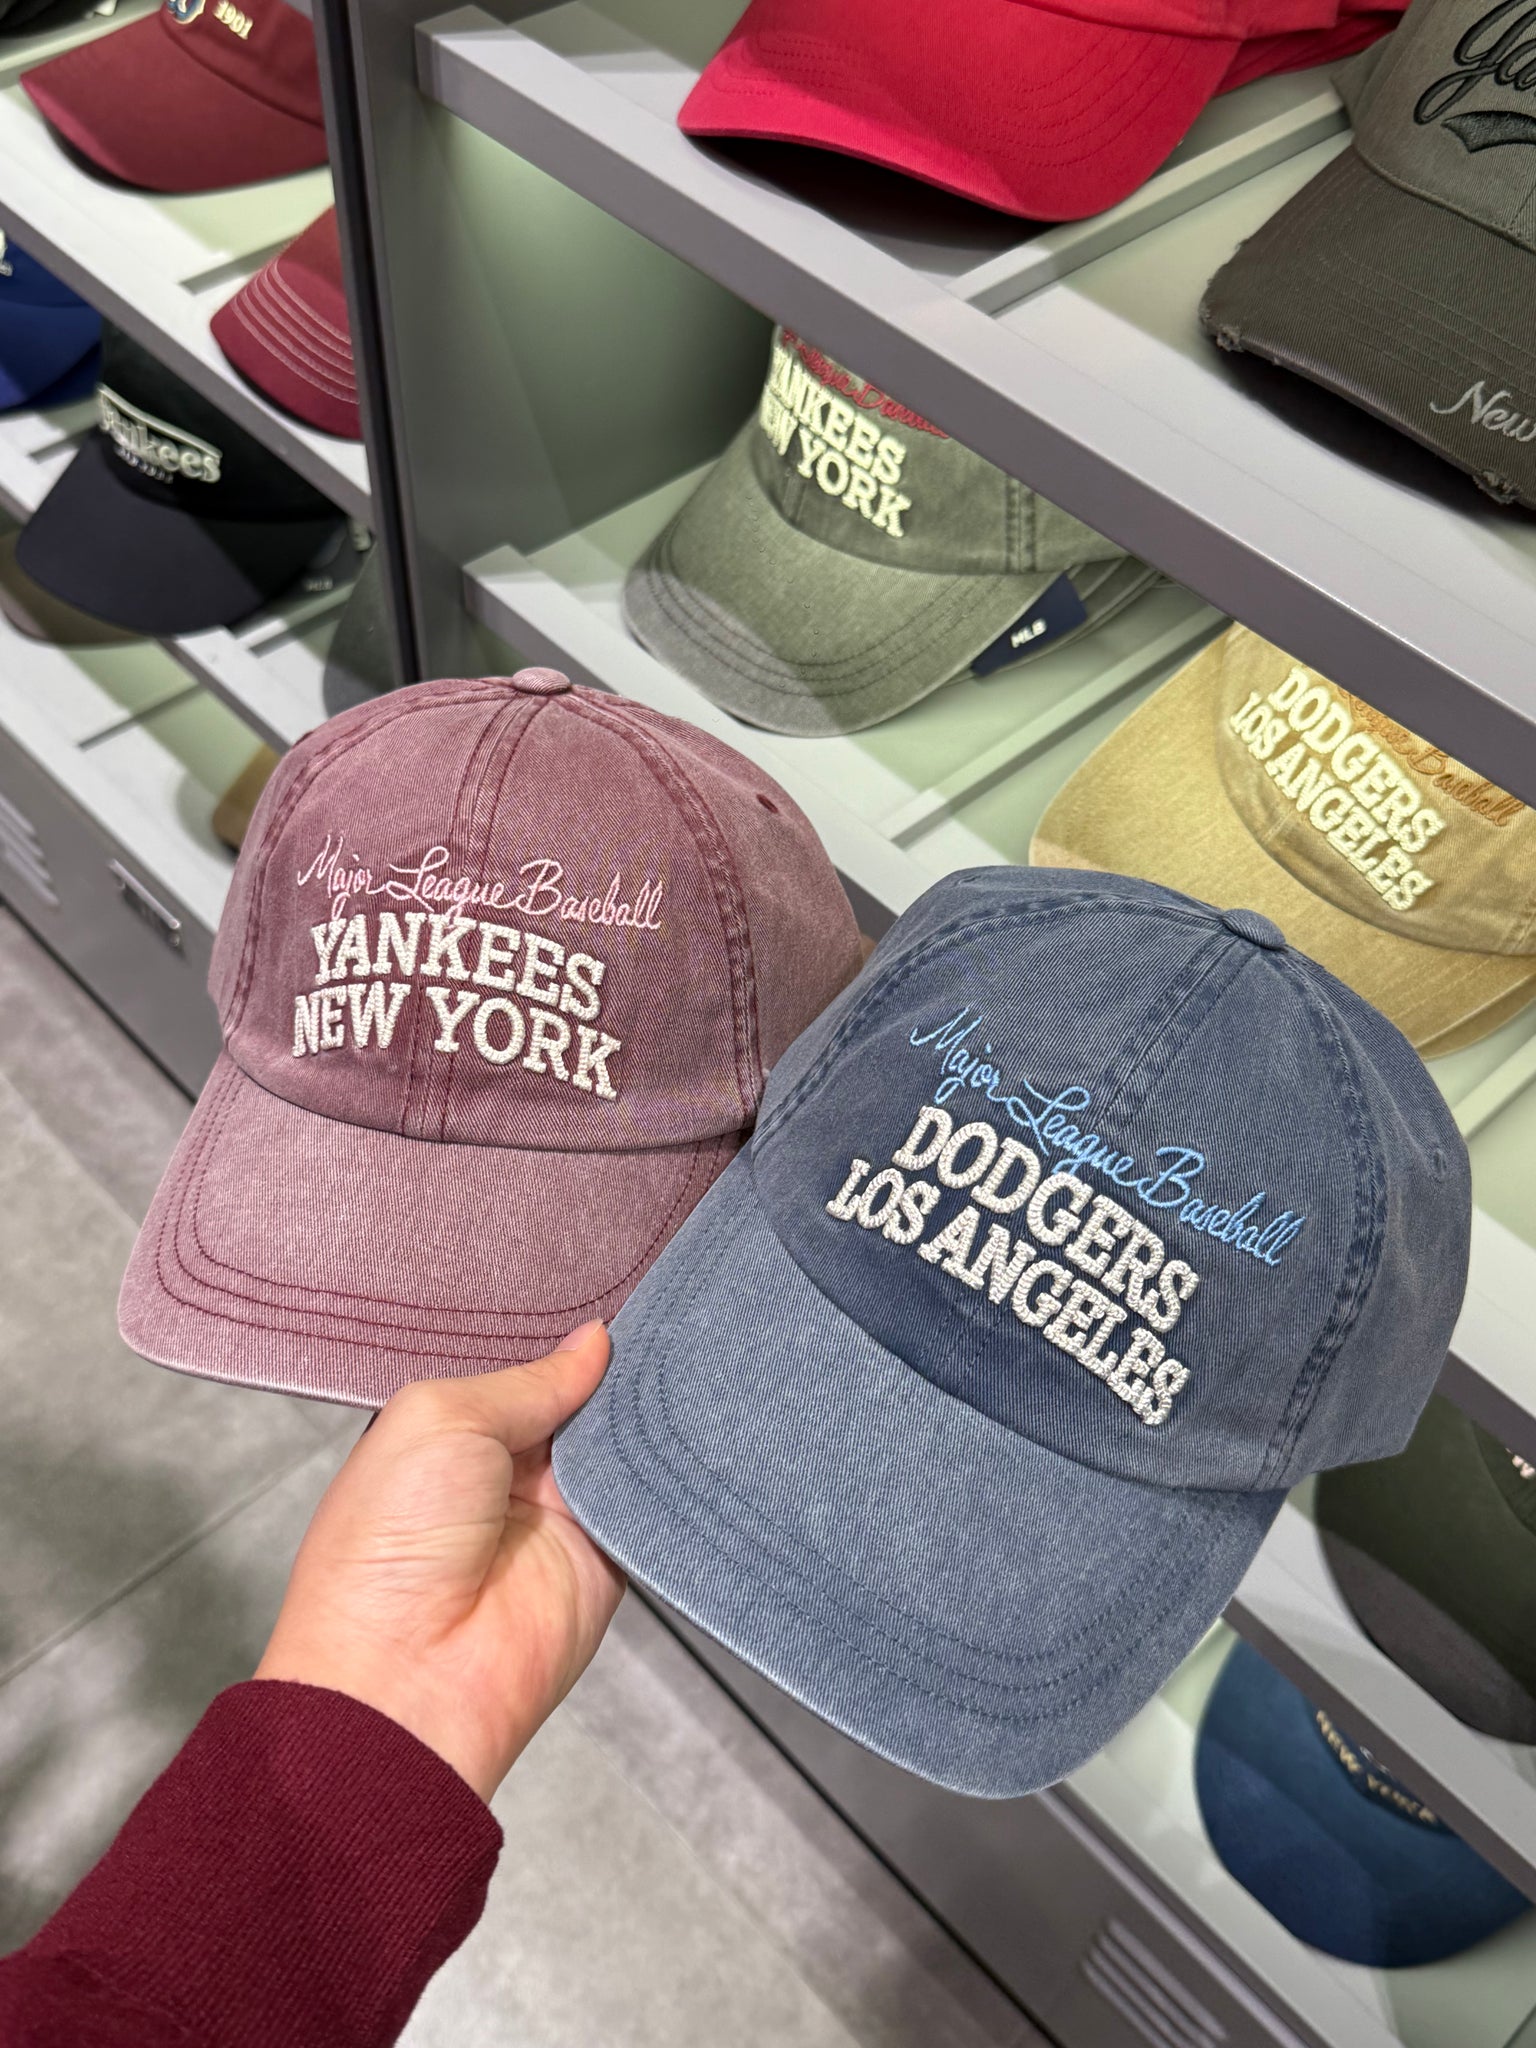 1901
Yankees
YANKEES
NEW YORK
MLB
New
DODGERS
LOS ANGELES
Major League Baseball
YANKEES
NEW YORK
Major League Baseball
DODGERS
LOS ANGELES
NEW YORK